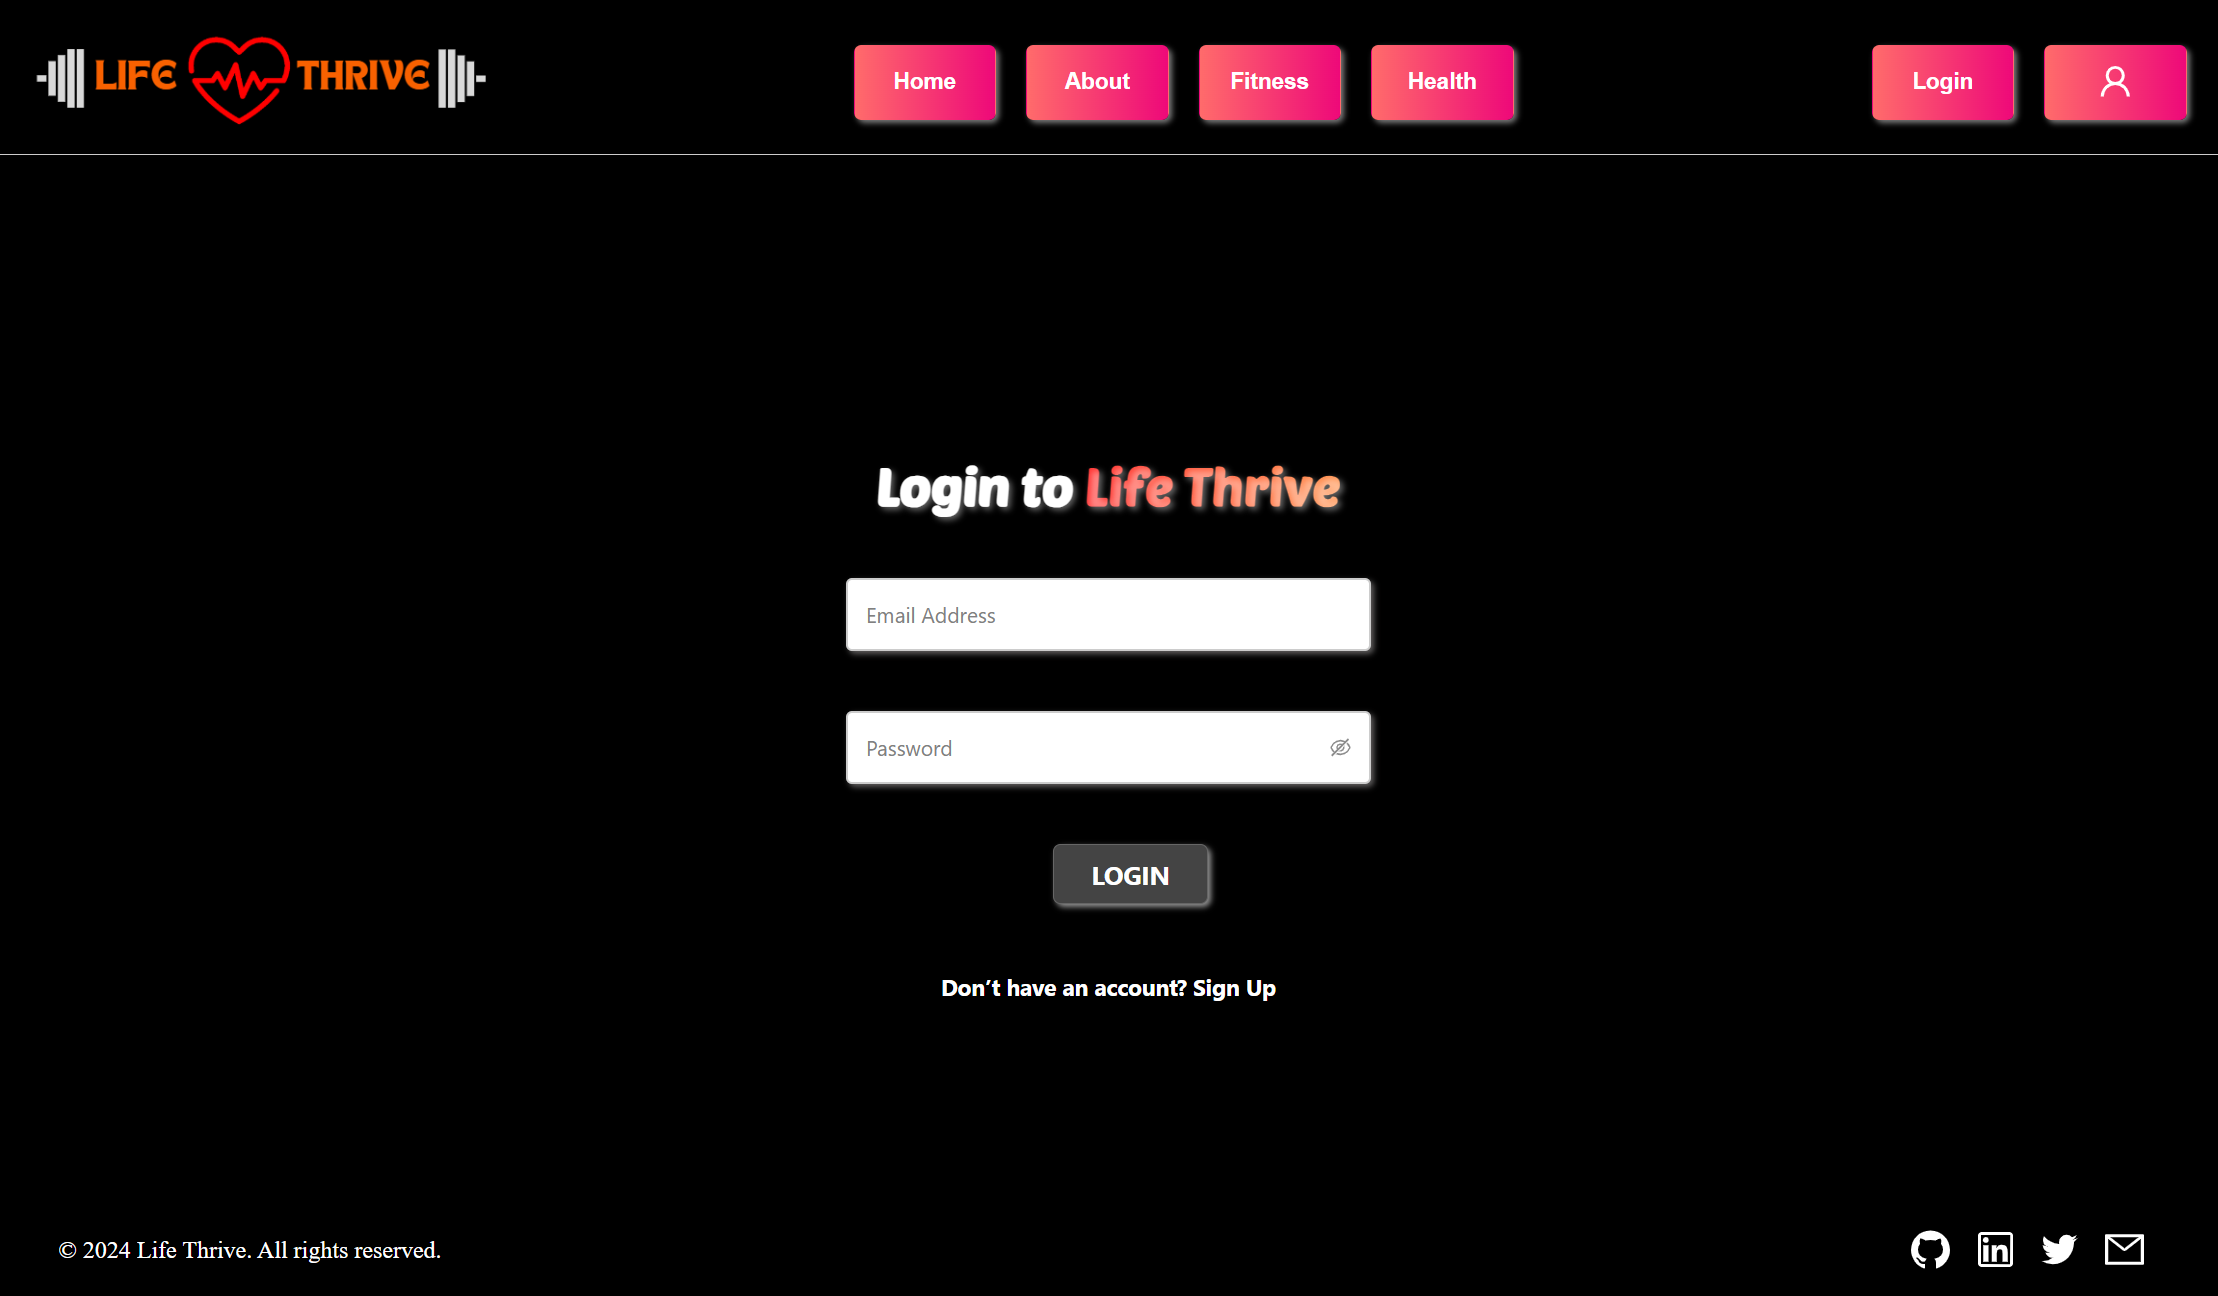 LIFE THRIVE
Home
About
Fitness
Health
Login
Login to Life Thrive
Email Address
Password
LOGIN
Don’t have an account? Sign Up
© 2024 Life Thrive. All rights reserved.
in